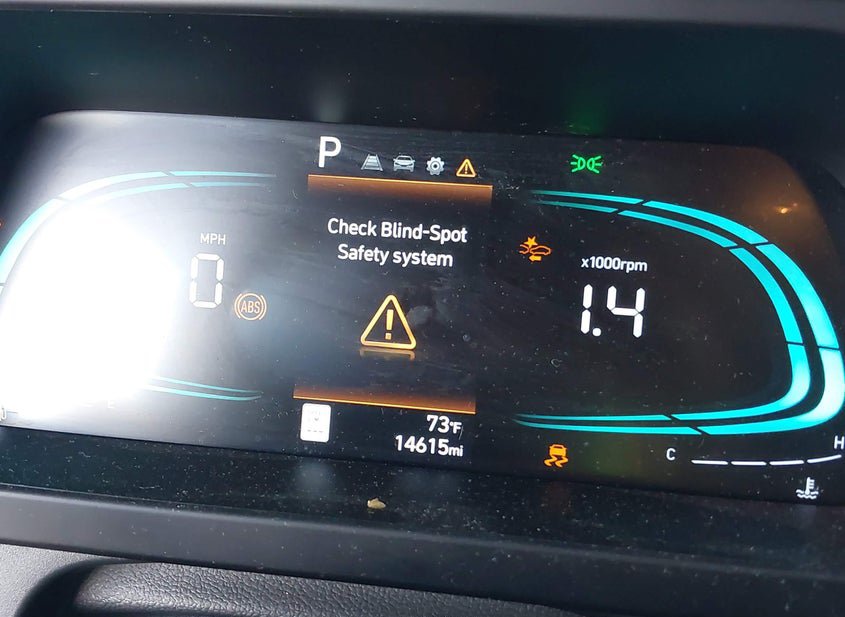 P
Check Blind-Spot
Safety system
MPH
0
ABS
x1000rpm
1.4
73°F
14615mi
E
C
H